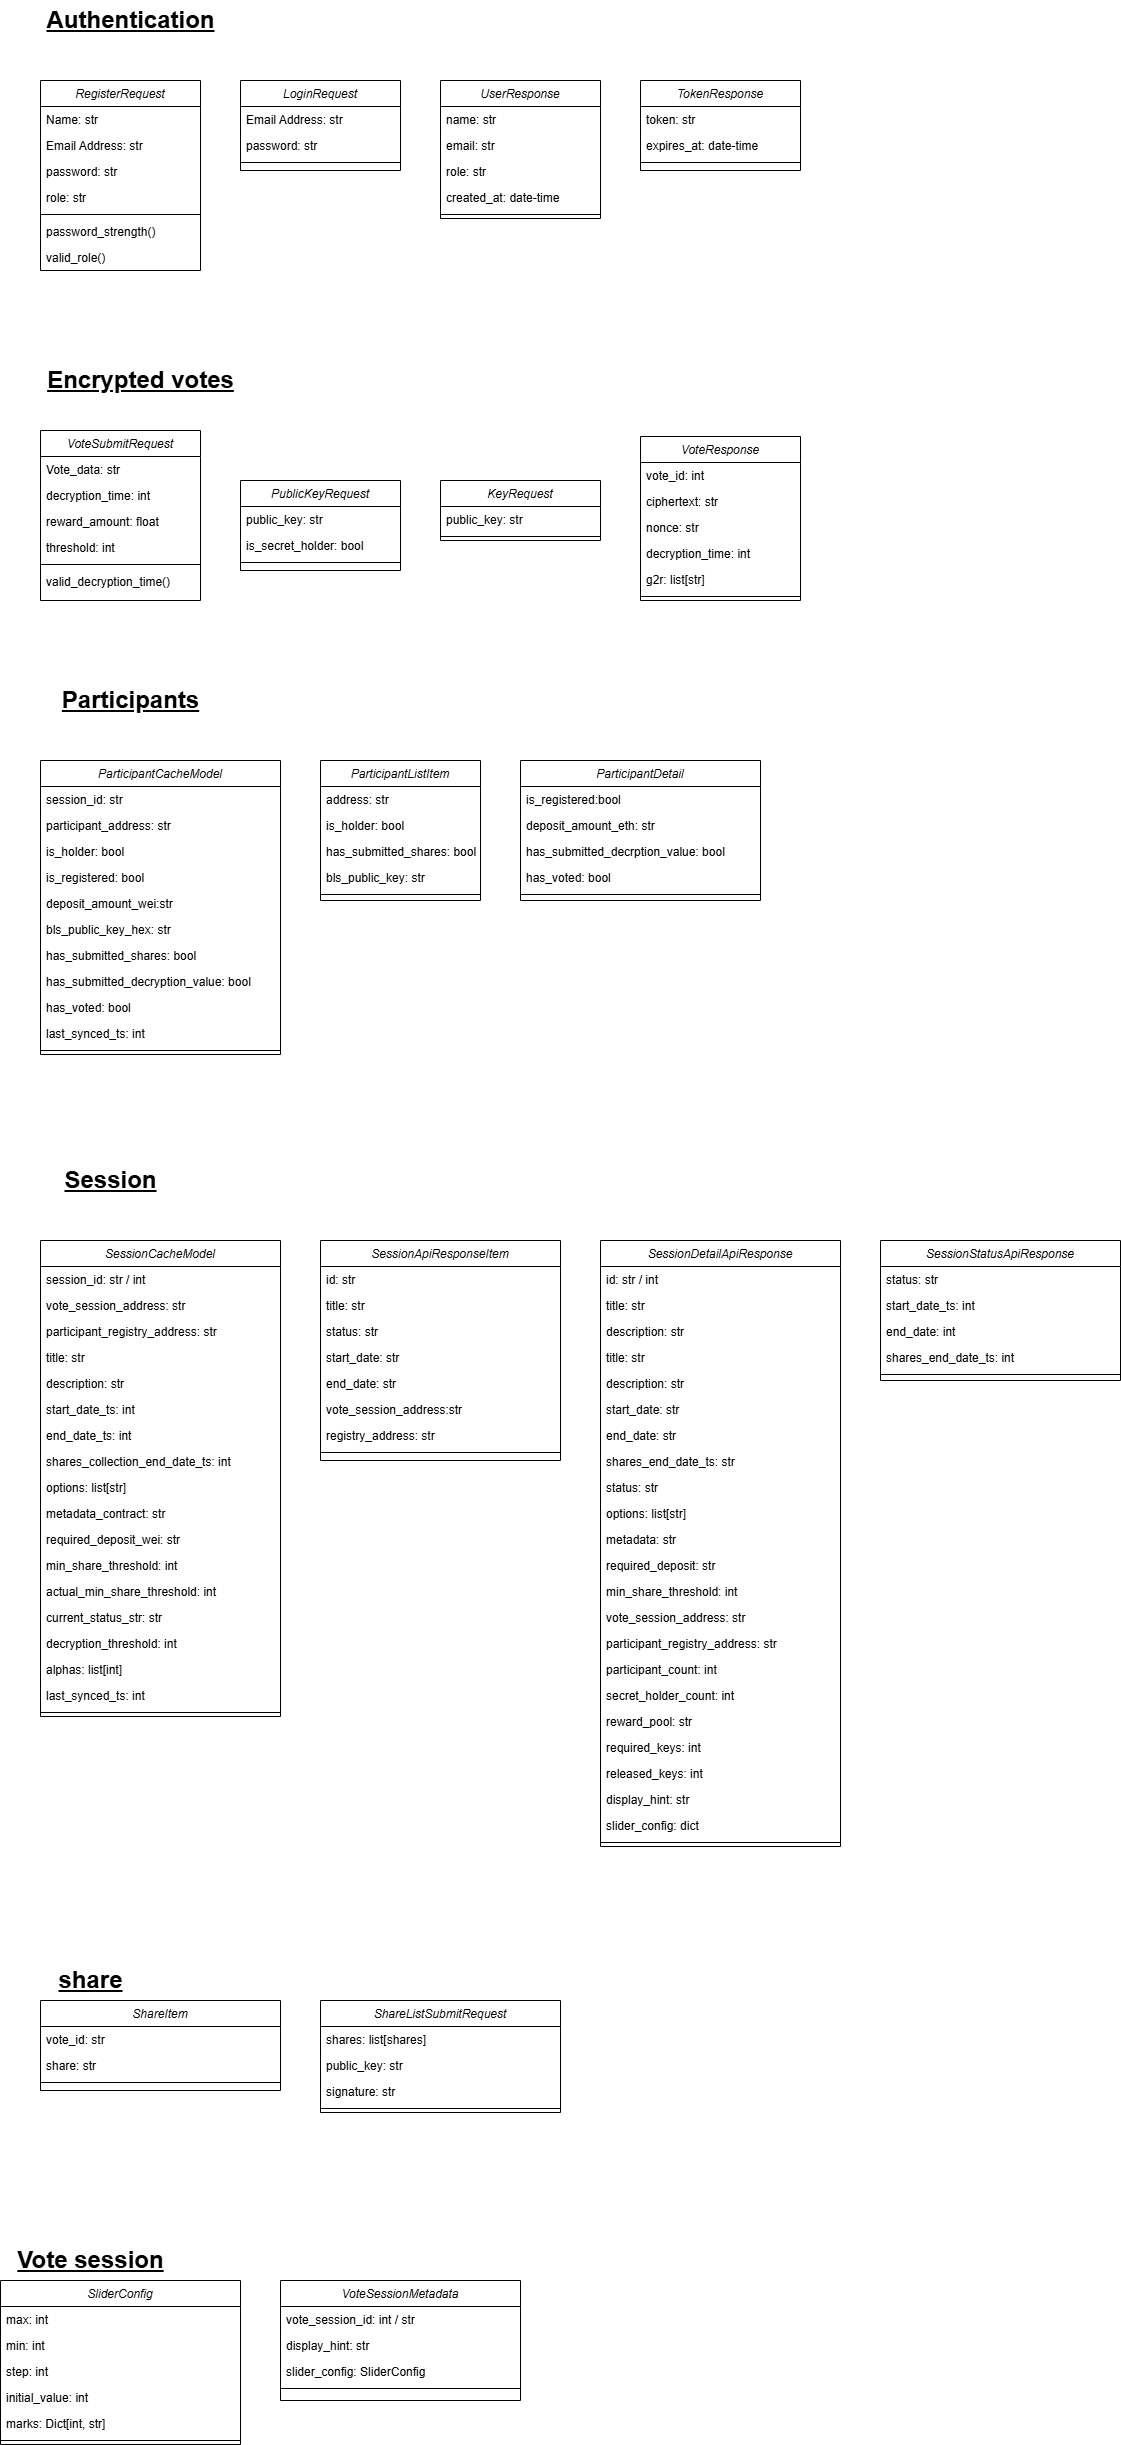 Authentication
RegisterRequest
Name: str
Email Address: str
password: str
role: str
password_strength()
valid_role()
LoginRequest
Email Address: str
password: str
UserResponse
name: str
email: str
role: str
created_at: date-time
TokenResponse
token: str
expires_at: date-time
Encrypted votes
VoteSubmitRequest
Vote_data: str
decryption_time: int
reward_amount: float
threshold: int
valid_decryption_time()
PublicKeyRequest
public_key: str
is_secret_holder: bool
KeyRequest
public_key: str
VoteResponse
vote_id: int
ciphertext: str
nonce: str
decryption_time: int
g2r: list[str]
Participants
ParticipantCacheModel
session_id: str
participant_address: str
is_holder: bool
is_registered: bool
deposit_amount_wei:str
bls_public_key_hex: str
has_submitted_shares: bool
has_submitted_decryption_value: bool
has_voted: bool
last_synced_ts: int
ParticipantListItem
address: str
is_holder: bool
has_submitted_shares: bool
bls_public_key: str
ParticipantDetail
is_registered:bool
deposit_amount_eth: str
has_submitted_decrption_value: bool
has_voted: bool
Session
SessionCacheModel
session_id: str / int
vote_session_address: str
participant_registry_address: str
title: str
description: str
start_date_ts: int
end_date_ts: int
shares_collection_end_date_ts: int
options: list[str]
metadata_contract: str
required_deposit_wei: str
min_share_threshold: int
actual_min_share_threshold: int
current_status_str: str
decryption_threshold: int
alphas: list[int]
last_synced_ts: int
SessionApiResponseItem
id: str
title: str
status: str
start_date: str
end_date: str
vote_session_address:str
registry_address: str
SessionDetailApiResponse
id: str / int
title: str
description: str
title: str
description: str
start_date: str
end_date: str
shares_end_date_ts: str
status: str
options: list[str]
metadata: str
required_deposit: str
min_share_threshold: int
vote_session_address: str
participant_registry_address: str
participant_count: int
secret_holder_count: int
reward_pool: str
required_keys: int
released_keys: int
display_hint: str
slider_config: dict
SessionStatusApiResponse
status: str
start_date_ts: int
end_date: int
shares_end_date_ts: int
share
ShareItem
vote_id: str
share: str
ShareListSubmitRequest
shares: list[shares]
public_key: str
signature: str
Vote session
SliderConfig
max: int
min: int
step: int
initial_value: int
marks: Dict[int, str]
VoteSessionMetadata
vote_session_id: int / str
display_hint: str
slider_config: SliderConfig